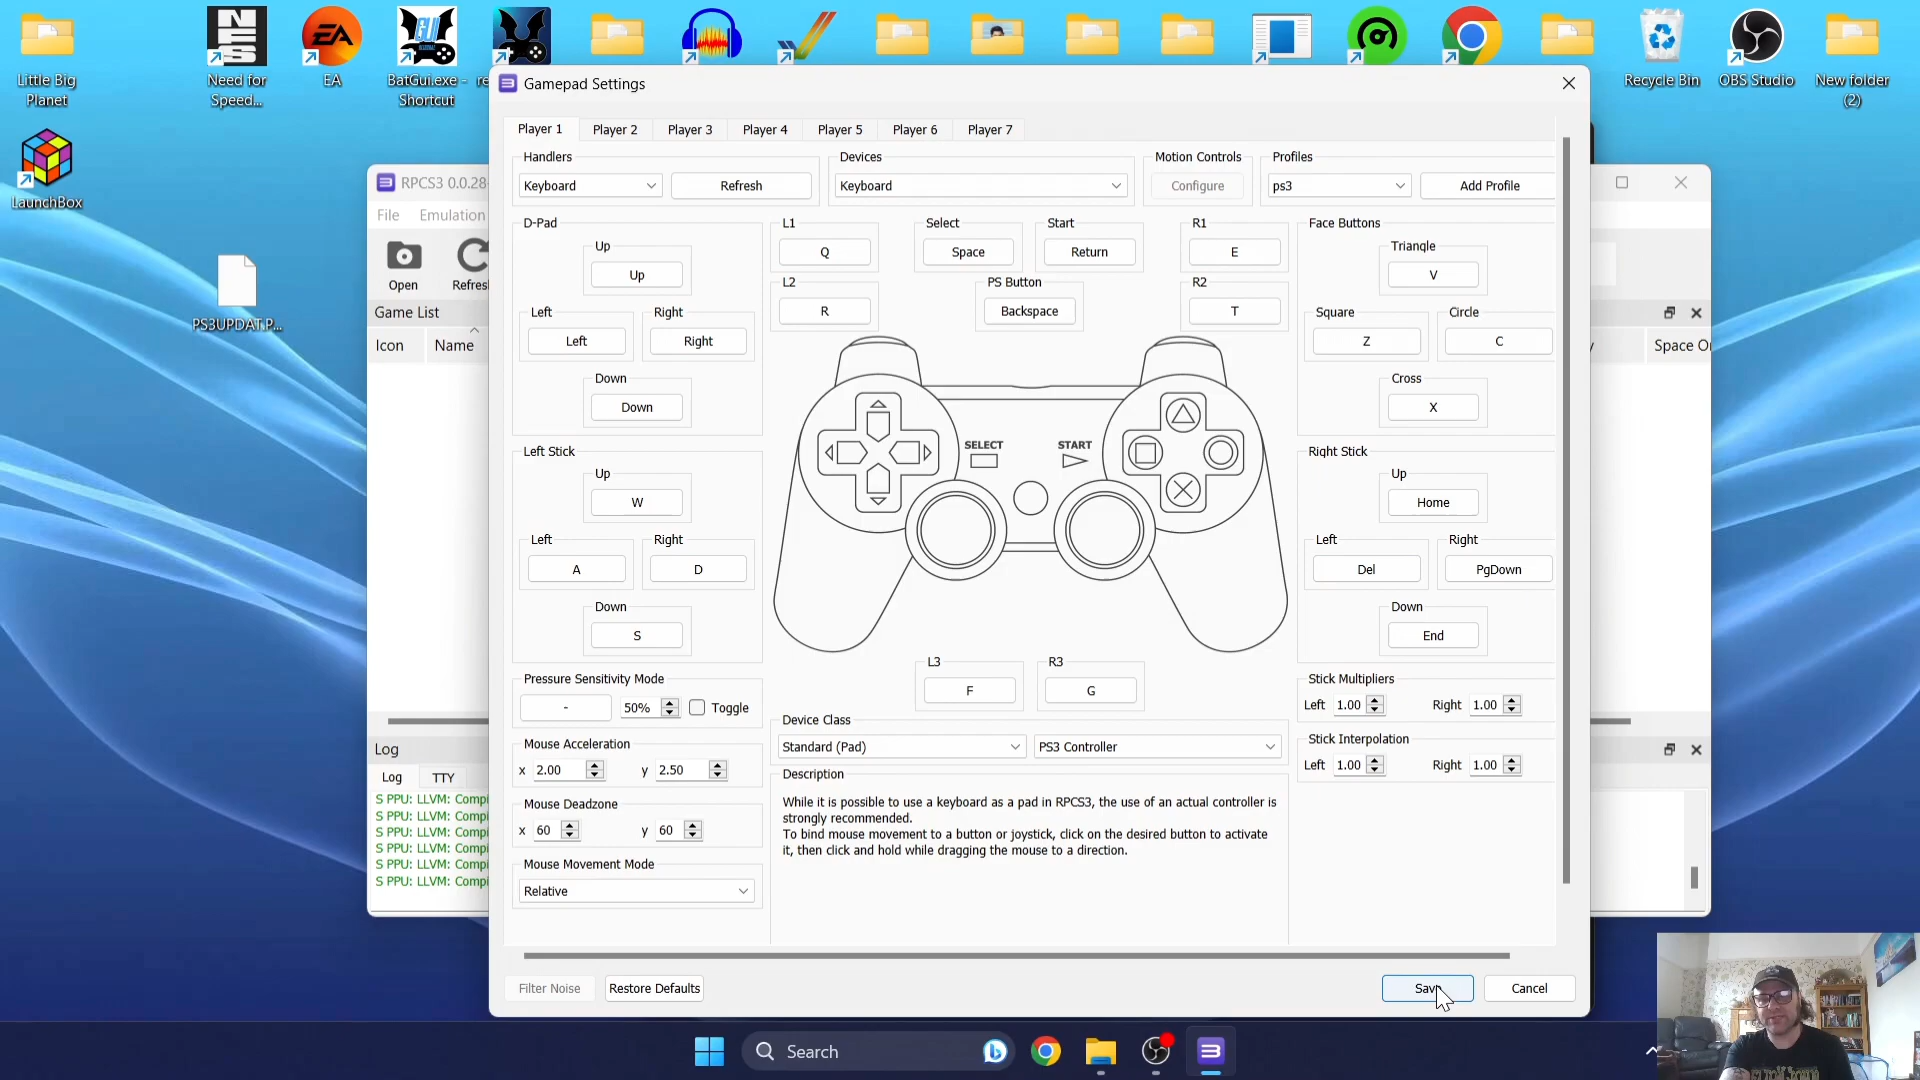 Little Big
Planet
Need for
Speed...
EA
BatGui.exe -
Shortcut
re
Recycle Bin
OBS Studio
New folder
(2)
LaunchBox
PS3UPDAT.P...
RPCS3 0.0.28-
File
Emulation
Open
Refresh
Game List
Icon
Name
Space O
Log
Log
TTY
S PPU: LLVM: Compi
S PPU: LLVM: Compi
S PPU: LLVM: Compi
S PPU: LLVM: Compi
S PPU: LLVM: Compi
S PPU: LLVM: Compi
Gamepad Settings
Player 1
Player 2
Player 3
Player 4
Player 5
Player 6
Player 7
Handlers
Keyboard
Refresh
Devices
Keyboard
Motion Controls
Configure
Profiles
ps3
Add Profile
D-Pad
Up
Up
Left
Left
Right
Right
Down
Down
L1
Q
L2
R
Select
Space
Start
Return
PS Button
Backspace
R1
E
R2
T
Face Buttons
Triangle
V
Square
Z
Circle
C
Cross
X
SELECT
START
Left Stick
Up
W
Left
A
Right
D
Down
S
Right Stick
Up
Home
Left
Del
Right
PgDown
Down
End
L3
F
R3
G
Pressure Sensitivity Mode
-
50%
Toggle
Mouse Acceleration
x 2.00
y 2.50
Mouse Deadzone
x 60
y 60
Mouse Movement Mode
Relative
Device Class
Standard (Pad)
PS3 Controller
Description
While it is possible to use a keyboard as a pad in RPCS3, the use of an actual controller is
strongly recommended.
To bind mouse movement to a button or joystick, click on the desired button to activate
it, then click and hold while dragging the mouse to a direction.
Stick Multipliers
Left 1.00
Right 1.00
Stick Interpolation
Left 1.00
Right 1.00
Filter Noise
Restore Defaults
Save
Cancel
Search